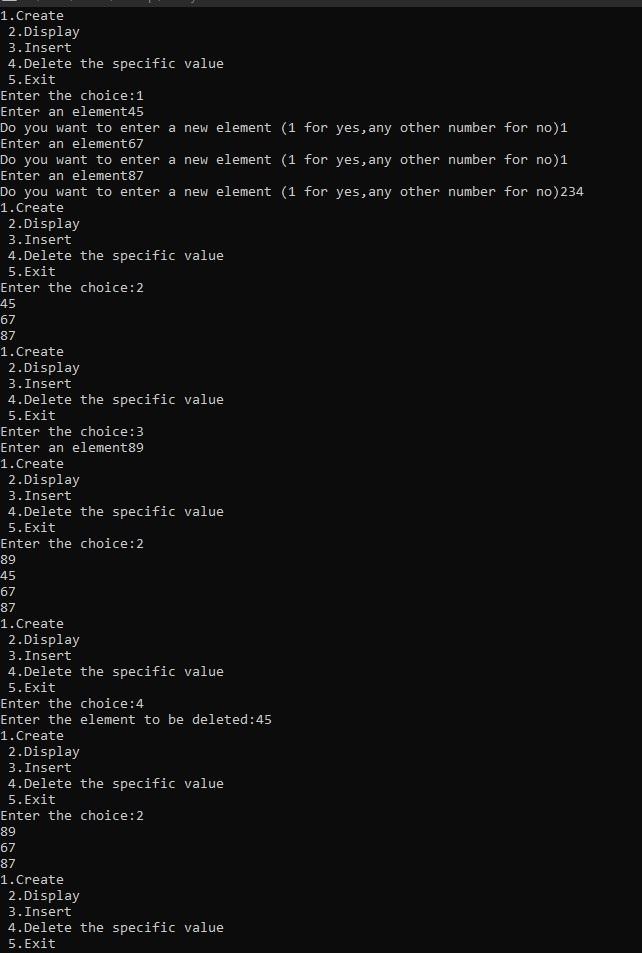 1.Create
 2.Display
 3.Insert
 4.Delete the specific value
 5.Exit
Enter the choice:1
Enter an element45
Do you want to enter a new element (1 for yes,any other number for no)1
Enter an element67
Do you want to enter a new element (1 for yes,any other number for no)1
Enter an element87
Do you want to enter a new element (1 for yes,any other number for no)234
1.Create
 2.Display
 3.Insert
 4.Delete the specific value
 5.Exit
Enter the choice:2
45
67
87
1.Create
 2.Display
 3.Insert
 4.Delete the specific value
 5.Exit
Enter the choice:3
Enter an element89
1.Create
 2.Display
 3.Insert
 4.Delete the specific value
 5.Exit
Enter the choice:2
89
45
67
87
1.Create
 2.Display
 3.Insert
 4.Delete the specific value
 5.Exit
Enter the choice:4
Enter the element to be deleted:45
1.Create
 2.Display
 3.Insert
 4.Delete the specific value
 5.Exit
Enter the choice:2
89
67
87
1.Create
 2.Display
 3.Insert
 4.Delete the specific value
 5.Exit